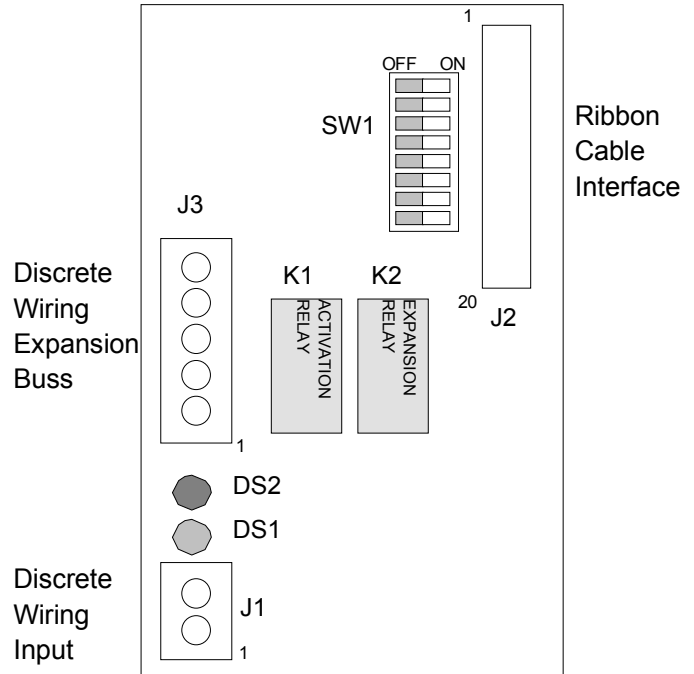 1
OFF ON
SW1
Ribbon
Cable
Interface
J3
Discrete
Wiring
Expansion
Buss
K1
K2
ACTIVATION
RELAY
EXPANSION
RELAY
20
J2
1
DS2
DS1
Discrete
Wiring
Input
J1
1